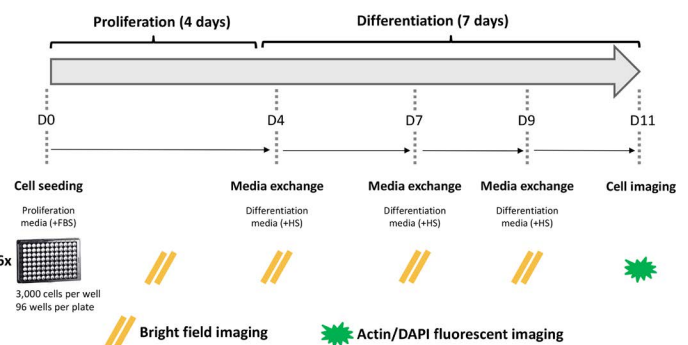 Proliferation (4 days)
Differentiation (7 days)
D0
D4
D7
D9
D11
Cell seeding
Media exchange
Media exchange
Media exchange
Cell imaging
Proliferation
media (+FBS)
Differentiation
media (+HS)
Differentiation
media (+HS)
Differentiation
media (+HS)
3,000 cells per well
96 wells per plate
Bright field imaging
Actin/DAPI fluorescent imaging